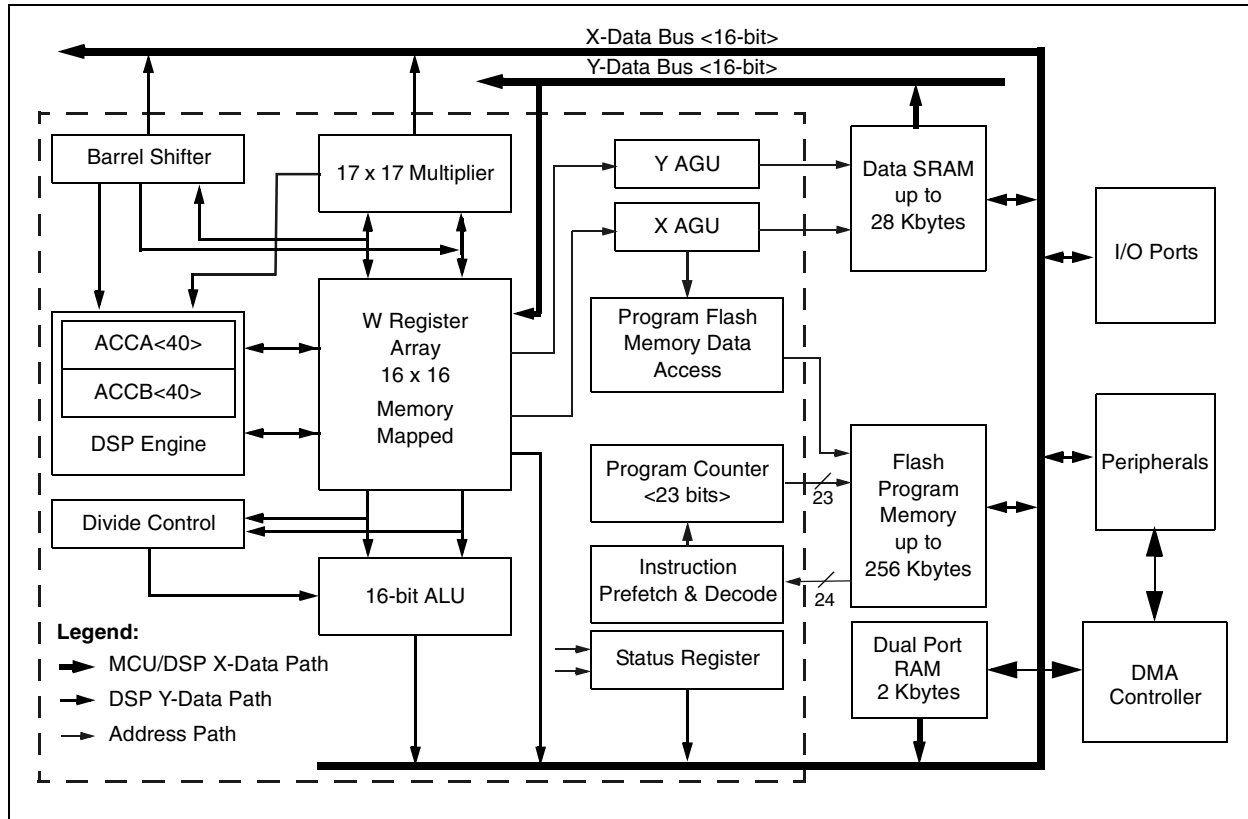 X-Data Bus <16-bit>
Y-Data Bus <16-bit>
Barrel Shifter
17 x 17 Multiplier
Y AGU
X AGU
Data SRAM
up to
28 Kbytes
I/O Ports
W Register
Array
16 x 16
Memory
Mapped
Program Flash
Memory Data
Access
ACCA<40>
ACCB<40>
DSP Engine
Program Counter
<23 bits>
23
Flash
Program
Memory
up to
256 Kbytes
Peripherals
Divide Control
Instruction
Prefetch & Decode
24
16-bit ALU
Status Register
Dual Port
RAM
2 Kbytes
DMA
Controller
Legend:
MCU/DSP X-Data Path
DSP Y-Data Path
Address Path